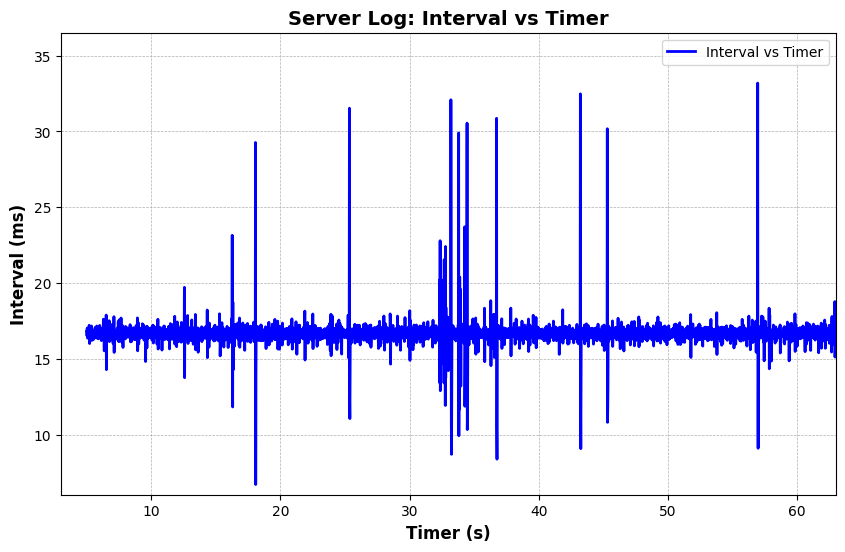 Server Log: Interval vs Timer
Interval vs Timer
35
30
25
20
15
10
Interval (ms)
10 20 30 40 50 60
Timer (s)